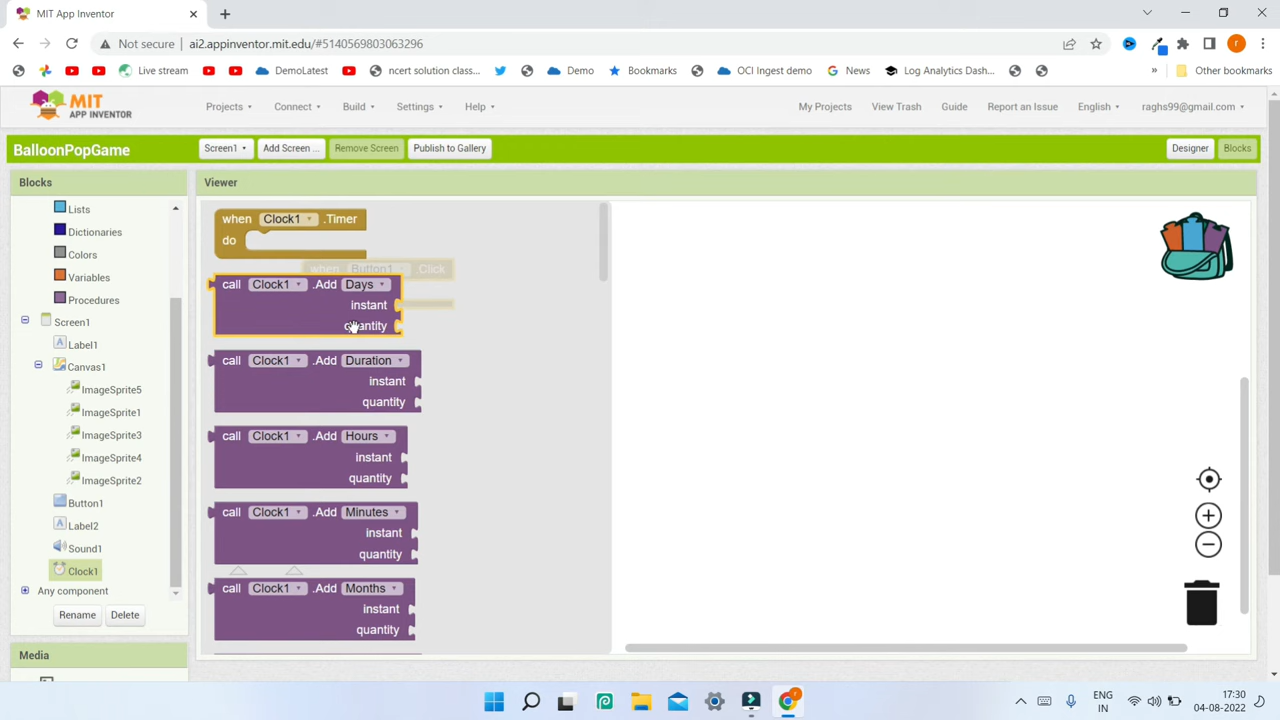 MIT App Inventor
Not secure
ai2.appinventor.mit.edu/#5140569803063296
Live stream
DemoLatest
ncert solution class...
Demo
Bookmarks
OCI Ingest demo
News
Log Analytics Dash...
»
Other bookmarks
MIT
APP INVENTOR
Projects
Connect
Build
Settings
Help
My Projects
View Trash
Guide
Report an Issue
English
raghs99@gmail.com
BalloonPopGame
Screen1
Add Screen ...
Remove Screen
Publish to Gallery
Designer
Blocks
Blocks
Viewer
Lists
Dictionaries
Colors
Variables
Procedures
Screen1
Label1
Canvas1
ImageSprite5
ImageSprite1
ImageSprite3
ImageSprite4
ImageSprite2
Button1
Label2
Sound1
Clock1
Any component
Rename
Delete
Media
when Clock1 .Timer
do
when Button1 .Click
call Clock1 .Add Days
instant
quantity
call Clock1 .Add Duration
instant
quantity
call Clock1 .Add Hours
instant
quantity
call Clock1 .Add Minutes
instant
quantity
call Clock1 .Add Months
instant
quantity
ENG
IN
17:30
04-08-2022